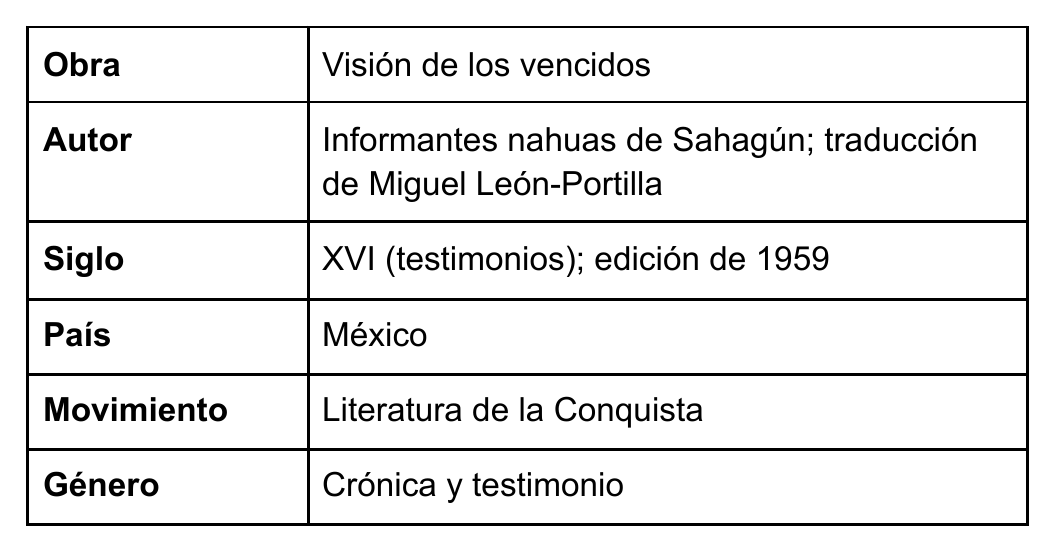 Obra Visión de los vencidos
Autor Informantes nahuas de Sahagún; traducción
de Miguel León-Portilla
Siglo XVI (testimonios); edición de 1959
País México
Movimiento Literatura de la Conquista
Género Crónica y testimonio